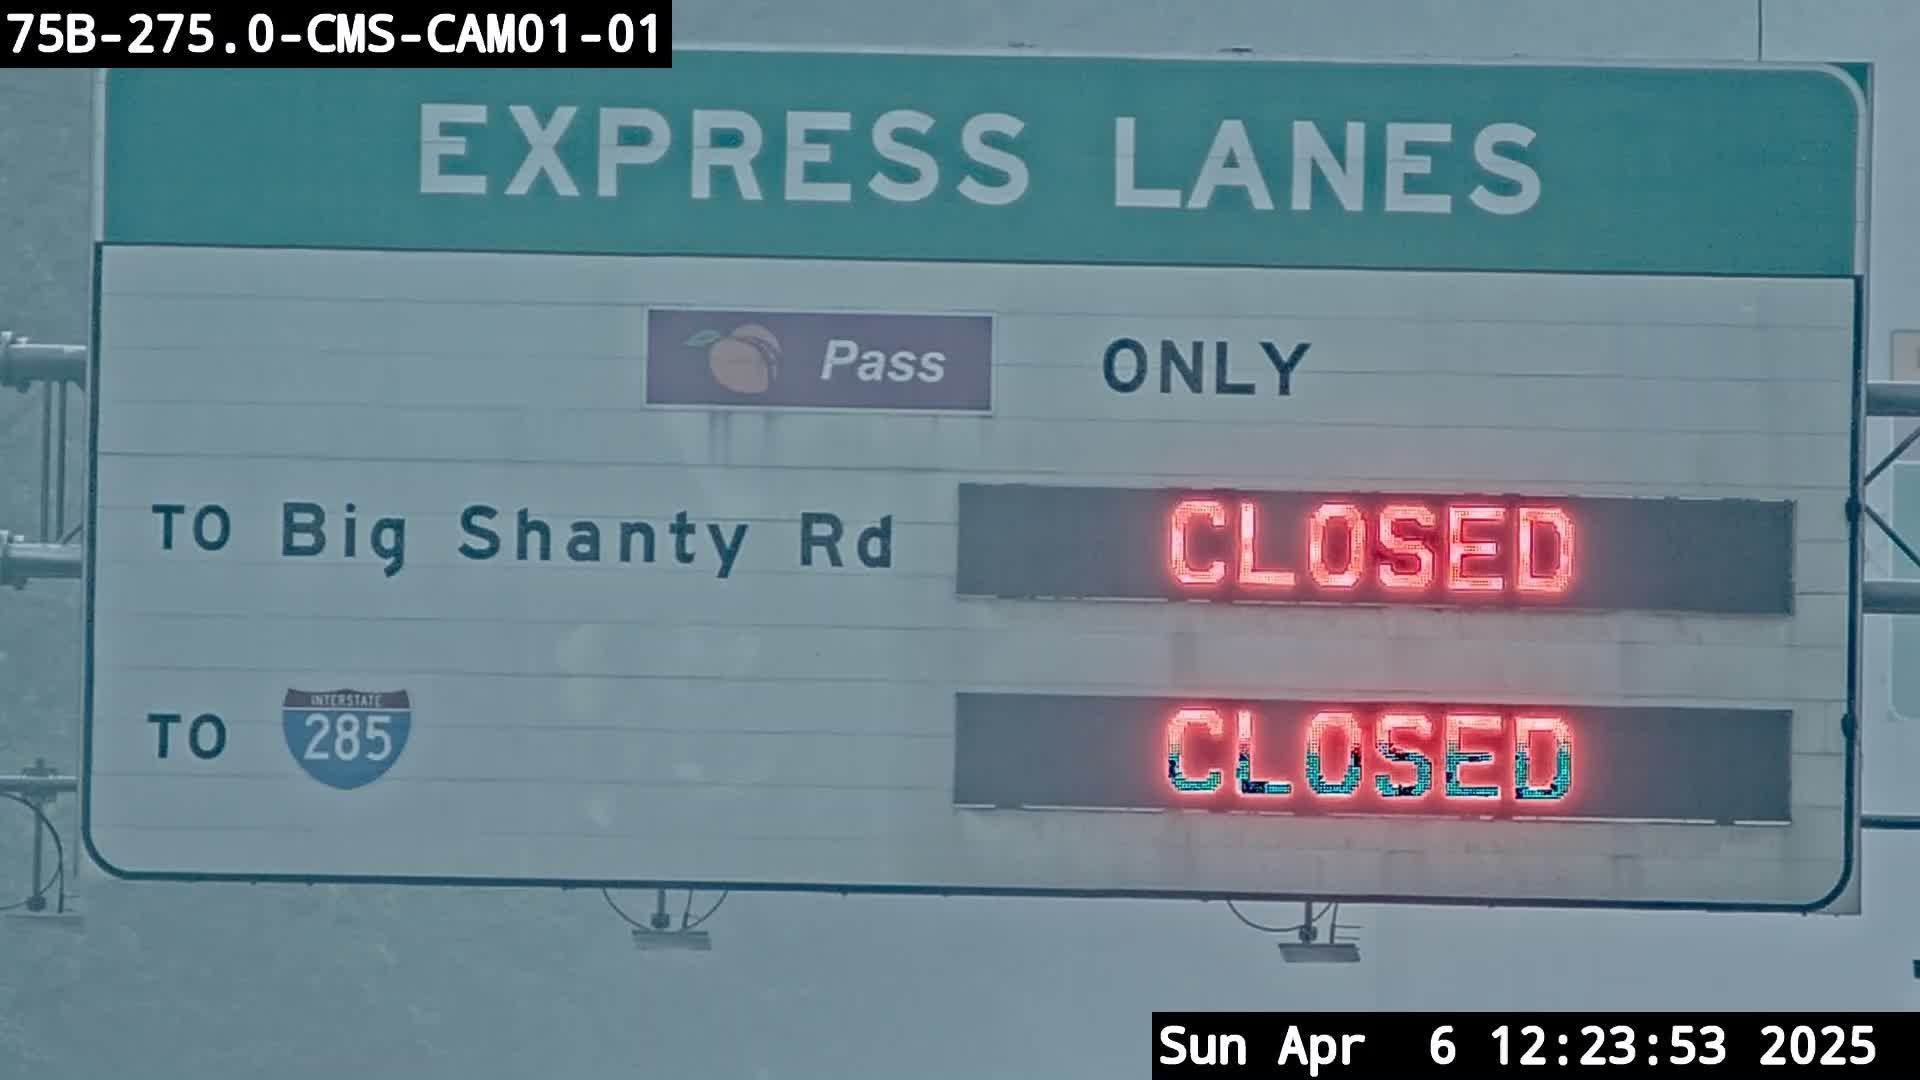 75B-275.0-CMS-CAM01-01
EXPRESS LANES
Pass ONLY
TO Big Shanty Rd CLOSED
TO INTERSTATE 285 CLOSED
Sun Apr 6 12:23:53 2025